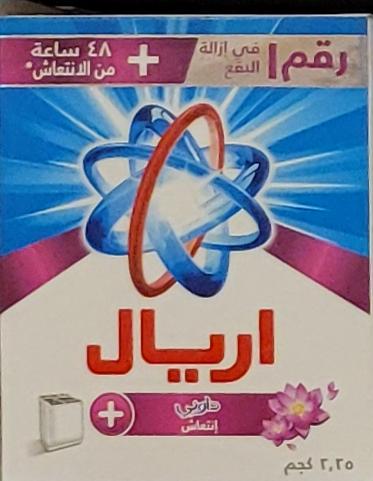 رقم ١ في إزالة البقع + ٤٨ ساعة من الانتعاش*
اريال
+ داوني إنتعاش
٢,٢٥ كجم